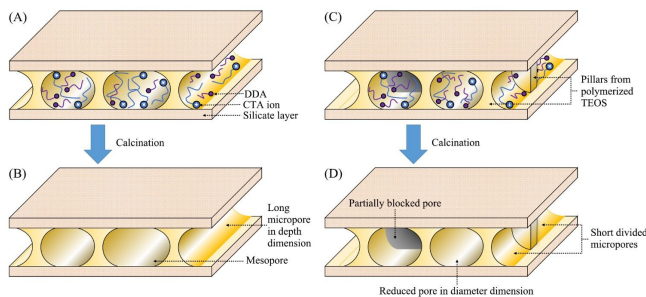 (A)
DDA
CTA ion
Silicate layer
Calcination
(B)
Long
micropore
in depth
dimension
Mesopore
(C)
Pillars from
polymerized
TEOS
Calcination
(D)
Partially blocked pore
Short divided
micropores
Reduced pore in diameter dimension